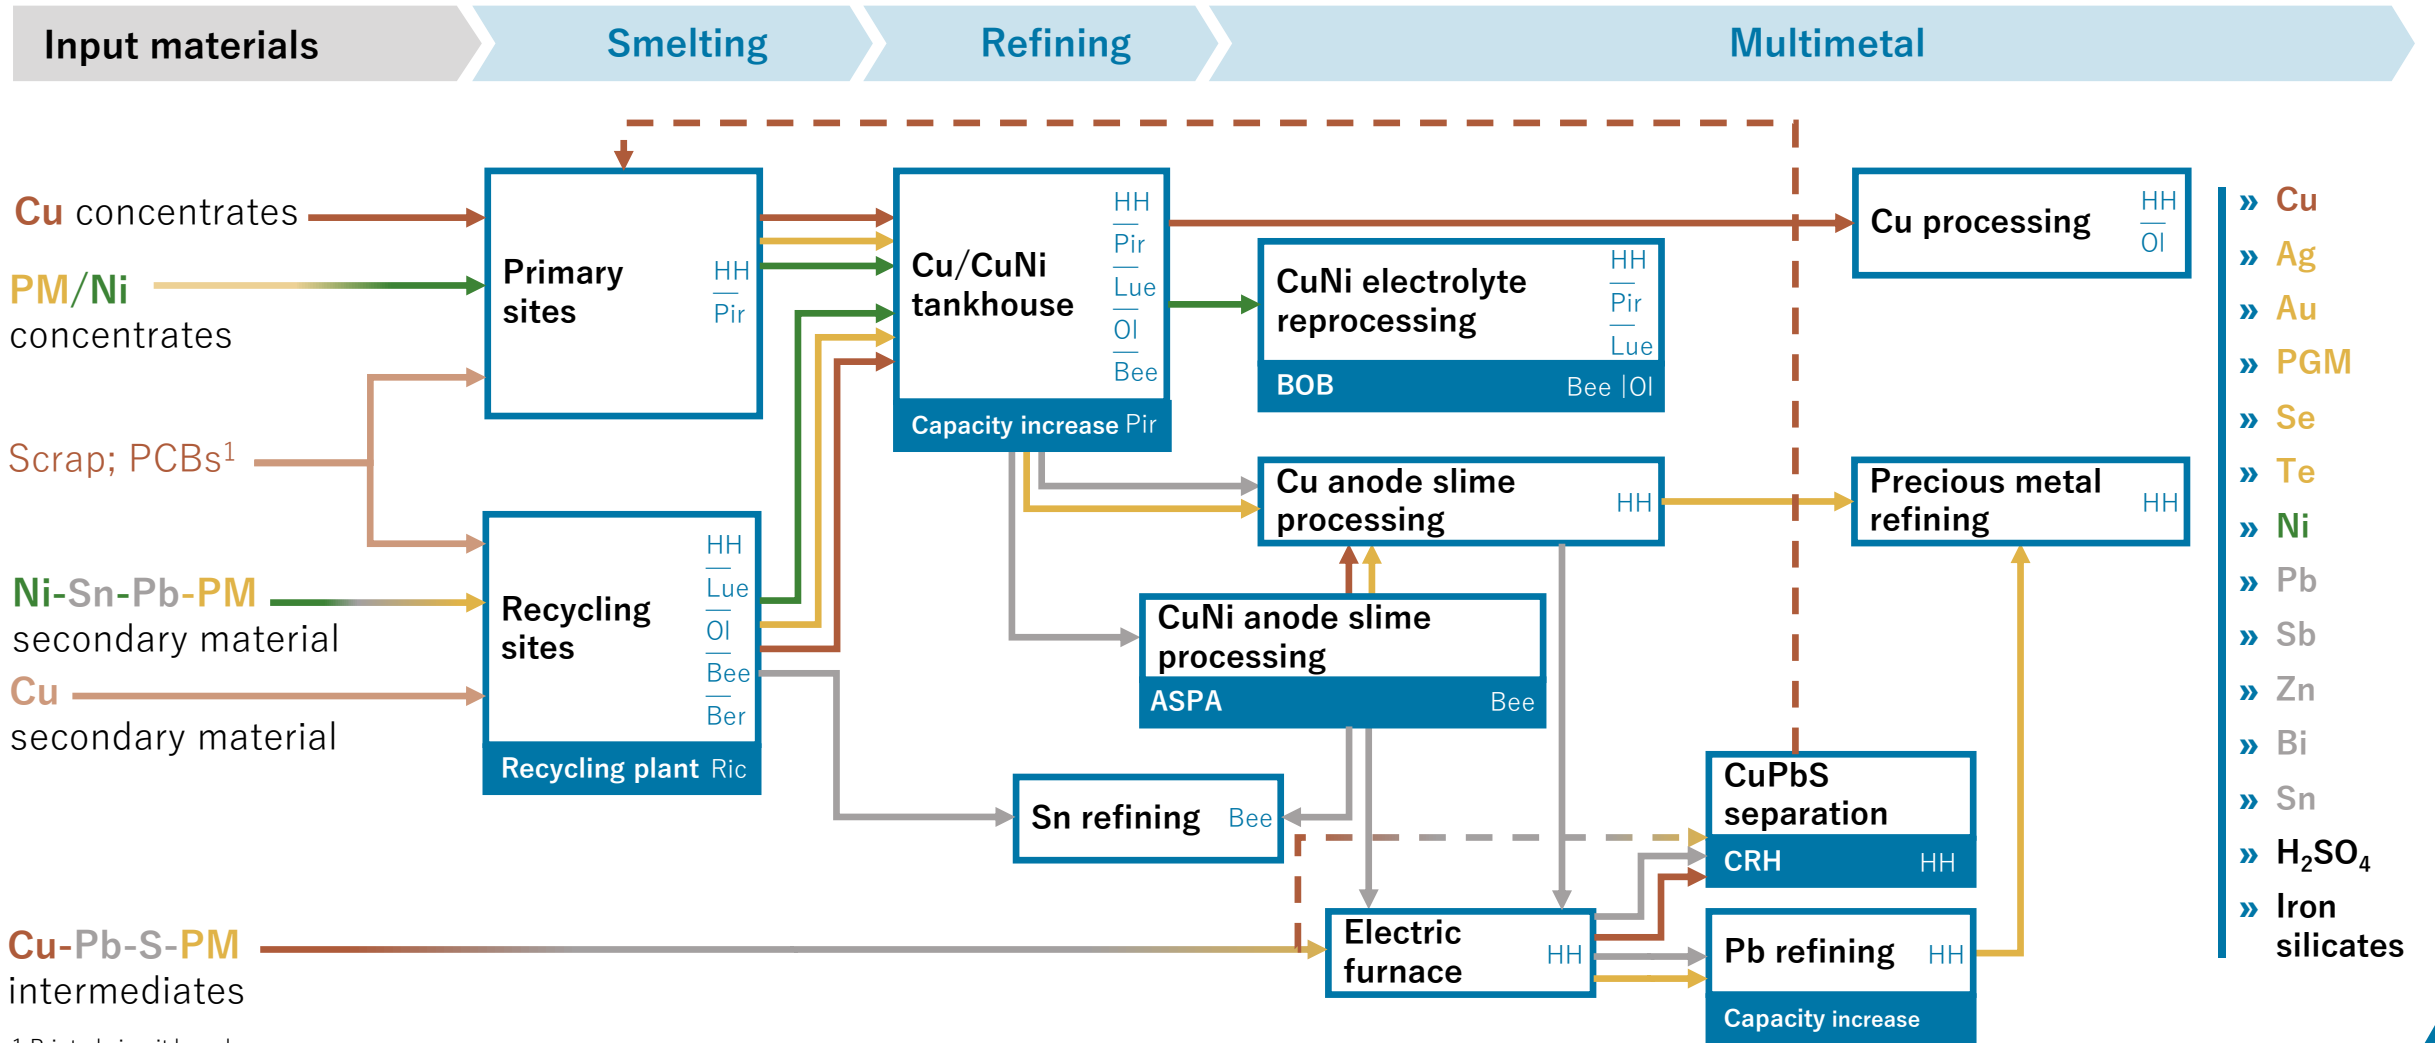 Input materials
Smelting
Refining
Multimetal
Cu concentrates
PM/Ni
concentrates
Scrap; PCBs¹
Ni-Sn-Pb-PM
secondary material
Cu
secondary material
Cu-Pb-S-PM
intermediates
Primary
sites
HH
Pir
Recycling
sites
HH
Lue
Ol
Bee
Ber
Recycling plant Ric
Cu/CuNi
tankhouse
HH
Pir
Lue
Ol
Bee
Capacity increase Pir
CuNi electrolyte
reprocessing
HH
Pir
Lue
BOB Bee |Ol
Cu anode slime
processing
HH
CuNi anode slime
processing
ASPA Bee
Sn refining Bee
Electric
furnace
HH
Cu processing
HH
Ol
Precious metal
refining
HH
CuPbS
separation
CRH HH
Pb refining HH
Capacity increase
» Cu
» Ag
» Au
» PGM
» Se
» Te
» Ni
» Pb
» Sb
» Zn
» Bi
» Sn
» H₂SO₄
» Iron
silicates